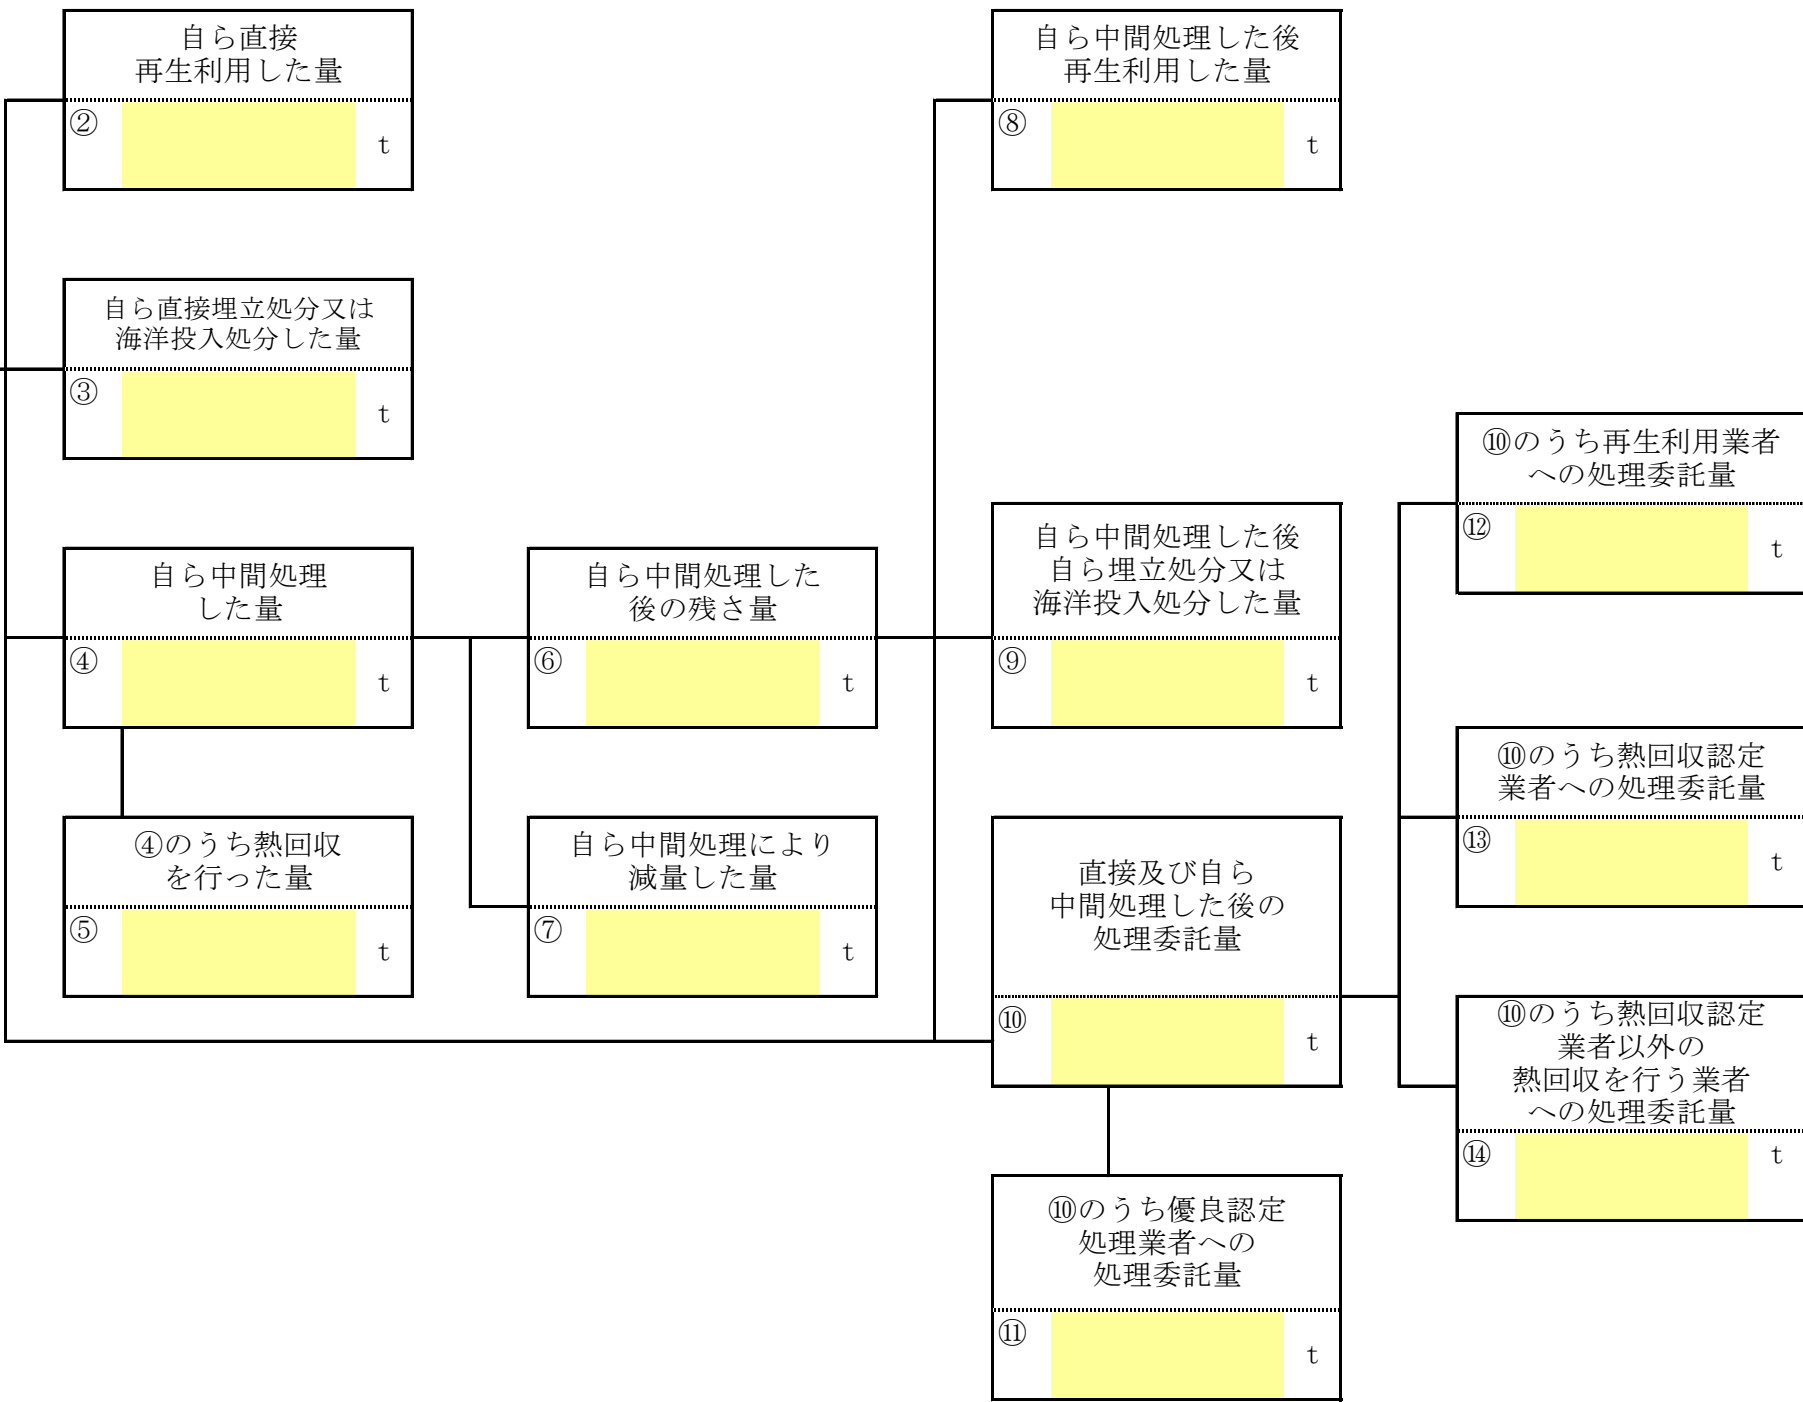 自ら直接
再生利用した量
②
t
自ら中間処理した後
再生利用した量
⑧
t
自ら直接埋立処分又は
海洋投入処分した量
③
t
⑩のうち再生利用業者
への処理委託量
⑫
t
自ら中間処理
した量
④
t
自ら中間処理した
後の残さ量
⑥
t
自ら中間処理した後
自ら埋立処分又は
海洋投入処分した量
⑨
t
⑩のうち熱回収認定
業者への処理委託量
⑬
t
④のうち熱回収
を行った量
⑤
t
自ら中間処理により
減量した量
⑦
t
直接及び自ら
中間処理した後の
処理委託量
⑩
t
⑩のうち熱回収認定
業者以外の
熱回収を行う業者
への処理委託量
⑭
t
⑩のうち優良認定
処理業者への
処理委託量
⑪
t